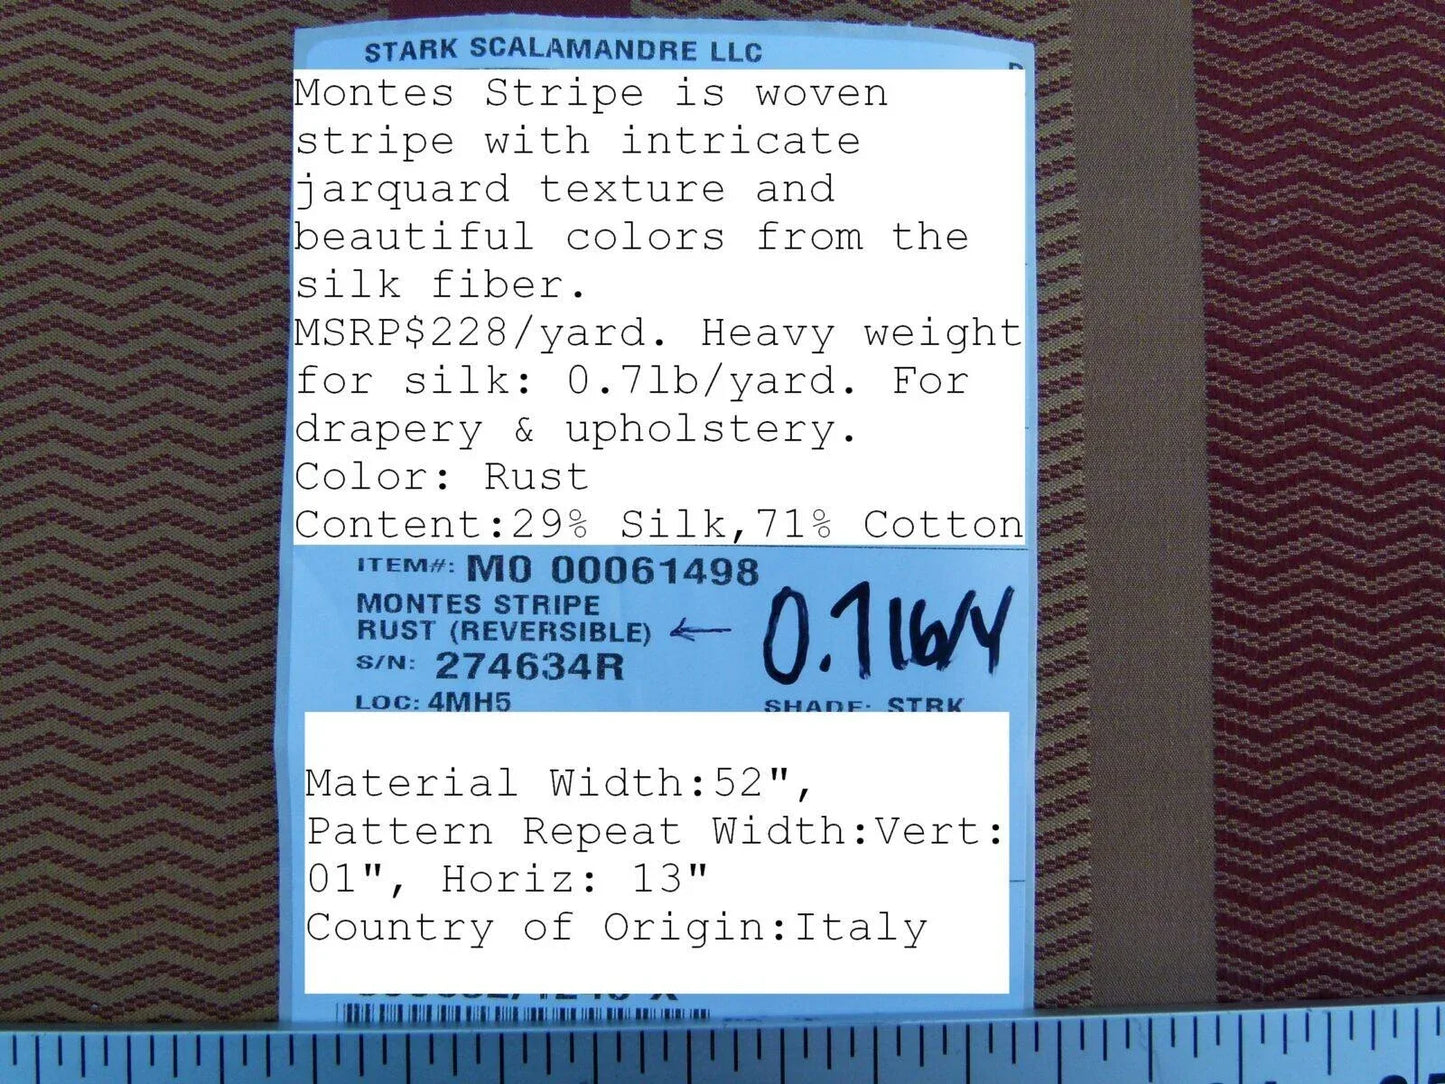 STARK SCALAMANDRE LLC
Montes Stripe is woven
stripe with intricate
jarquard texture and
beautiful colors from the
silk fiber.
MSRP$228/yard. Heavy weight
for silk: 0.7lb/yard. For
drapery & upholstery.
Color: Rust
Content:29% Silk,71% Cotton
ITEM#: M0 00061498
MONTES STRIPE
RUST (REVERSIBLE) ←
0.7 lb/Y
S/N: 274634R
LOC: 4MH5
SHADE: STRK
Material Width:52",
Pattern Repeat Width:Vert:
01", Horiz: 13"
Country of Origin:Italy